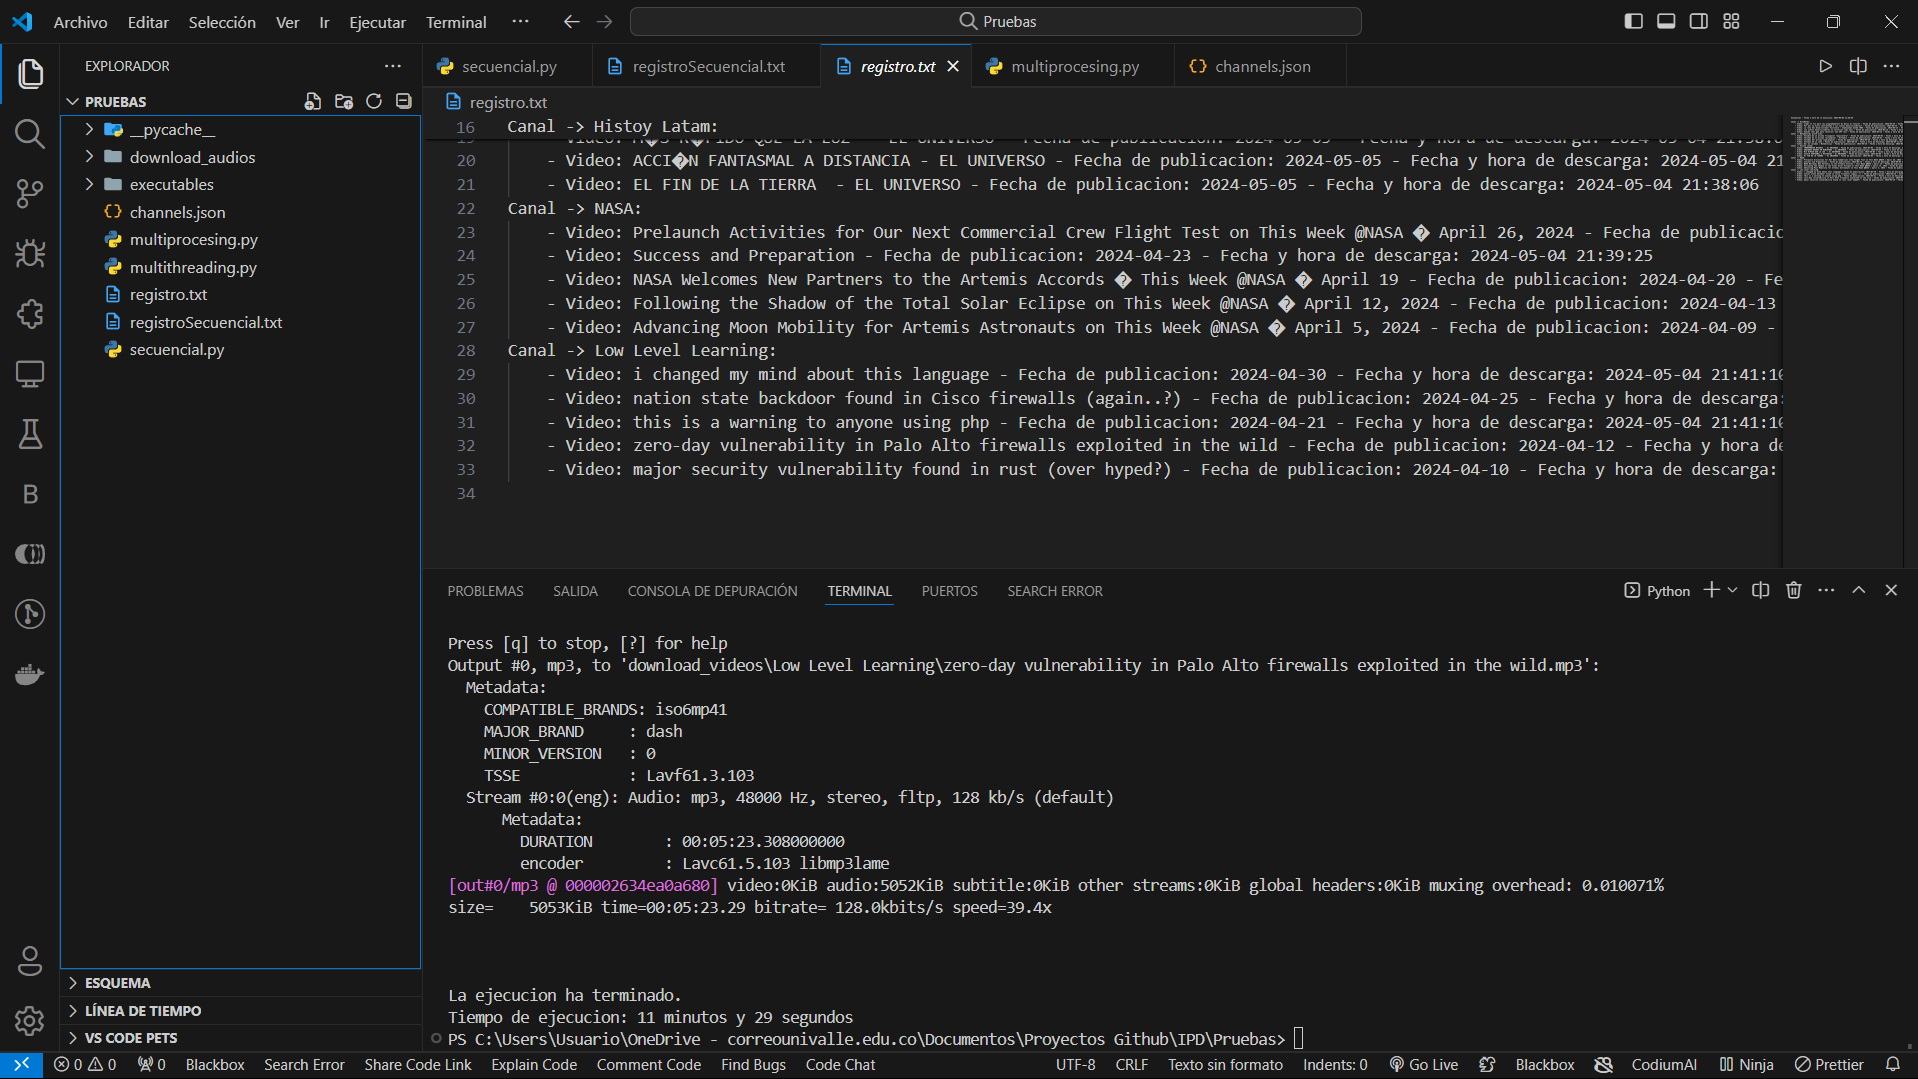 Archivo Editar Selección Ver Ir Ejecutar Terminal ··· Pruebas
EXPLORADOR ···
PRUEBAS
__pycache__
download_audios
executables
channels.json
multiprocesing.py
multithreading.py
registro.txt
registroSecuencial.txt
secuencial.py
ESQUEMA
LÍNEA DE TIEMPO
VS CODE PETS
secuencial.py registroSecuencial.txt registro.txt multiprocesing.py channels.json
registro.txt
16 Canal -> Histoy Latam:
20 - Video: ACCI�N FANTASMAL A DISTANCIA - EL UNIVERSO - Fecha de publicacion: 2024-05-05 - Fecha y hora de descarga: 2024-05-04 21
21 - Video: EL FIN DE LA TIERRA  - EL UNIVERSO - Fecha de publicacion: 2024-05-05 - Fecha y hora de descarga: 2024-05-04 21:38:06
22 Canal -> NASA:
23 - Video: Prelaunch Activities for Our Next Commercial Crew Flight Test on This Week @NASA � April 26, 2024 - Fecha de publicacic
24 - Video: Success and Preparation - Fecha de publicacion: 2024-04-23 - Fecha y hora de descarga: 2024-05-04 21:39:25
25 - Video: NASA Welcomes New Partners to the Artemis Accords � This Week @NASA � April 19 - Fecha de publicacion: 2024-04-20 - Fe
26 - Video: Following the Shadow of the Total Solar Eclipse on This Week @NASA � April 12, 2024 - Fecha de publicacion: 2024-04-13
27 - Video: Advancing Moon Mobility for Artemis Astronauts on This Week @NASA � April 5, 2024 - Fecha de publicacion: 2024-04-09 -
28 Canal -> Low Level Learning:
29 - Video: i changed my mind about this language - Fecha de publicacion: 2024-04-30 - Fecha y hora de descarga: 2024-05-04 21:41:10
30 - Video: nation state backdoor found in Cisco firewalls (again..?) - Fecha de publicacion: 2024-04-25 - Fecha y hora de descarga:
31 - Video: this is a warning to anyone using php - Fecha de publicacion: 2024-04-21 - Fecha y hora de descarga: 2024-05-04 21:41:10
32 - Video: zero-day vulnerability in Palo Alto firewalls exploited in the wild - Fecha de publicacion: 2024-04-12 - Fecha y hora de
33 - Video: major security vulnerability found in rust (over hyped?) - Fecha de publicacion: 2024-04-10 - Fecha y hora de descarga:
34
PROBLEMAS SALIDA CONSOLA DE DEPURACIÓN TERMINAL PUERTOS SEARCH ERROR Python
Press [q] to stop, [?] for help
Output #0, mp3, to 'download_videos\Low Level Learning\zero-day vulnerability in Palo Alto firewalls exploited in the wild.mp3':
Metadata:
COMPATIBLE_BRANDS: iso6mp41
MAJOR_BRAND : dash
MINOR_VERSION : 0
TSSE : Lavf61.3.103
Stream #0:0(eng): Audio: mp3, 48000 Hz, stereo, fltp, 128 kb/s (default)
Metadata:
DURATION : 00:05:23.308000000
encoder : Lavc61.5.103 libmp3lame
[out#0/mp3 @ 000002634ea0a680] video:0KiB audio:5052KiB subtitle:0KiB other streams:0KiB global headers:0KiB muxing overhead: 0.010071%
size=    5053KiB time=00:05:23.29 bitrate= 128.0kbits/s speed=39.4x
La ejecucion ha terminado.
Tiempo de ejecucion: 11 minutos y 29 segundos
PS C:\Users\Usuario\OneDrive - correounivalle.edu.co\Documentos\Proyectos Github\IPD\Pruebas>
0 0 0 Blackbox Search Error Share Code Link Explain Code Comment Code Find Bugs Code Chat UTF-8 CRLF Texto sin formato Indents: 0 Go Live Blackbox CodiumAI Ninja Prettier